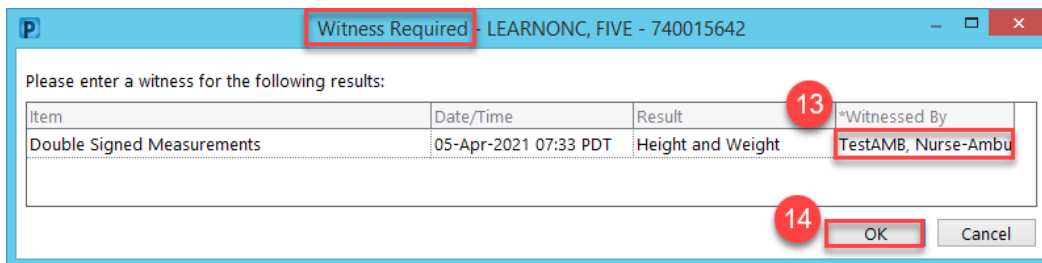 P Witness Required - LEARNONC, FIVE - 740015642
Please enter a witness for the following results:
13
Item Date/Time Result *Witnessed By
Double Signed Measurements 05-Apr-2021 07:33 PDT Height and Weight TestAMB, Nurse-Ambu
14
OK Cancel